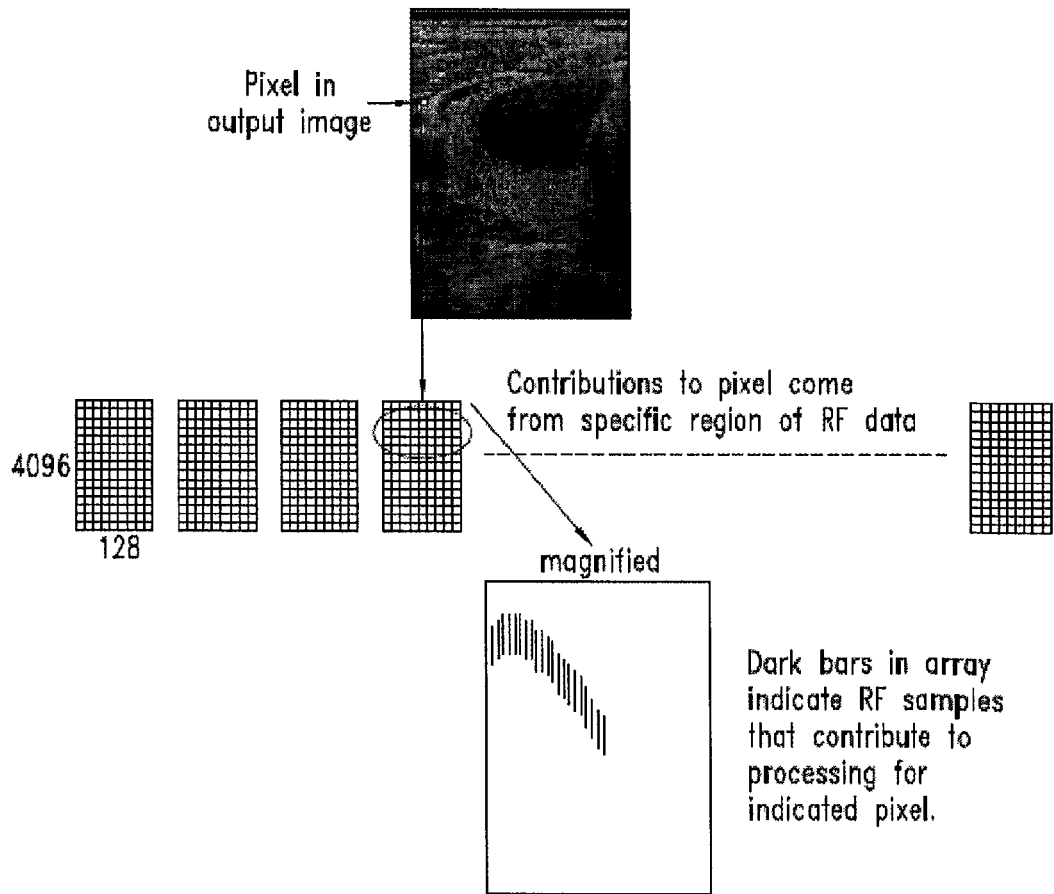 Pixel in
output image
Contributions to pixel come
from specific region of RF data
4096
128
magnified
Dark bars in array
indicate RF samples
that contribute to
processing for
indicated pixel.